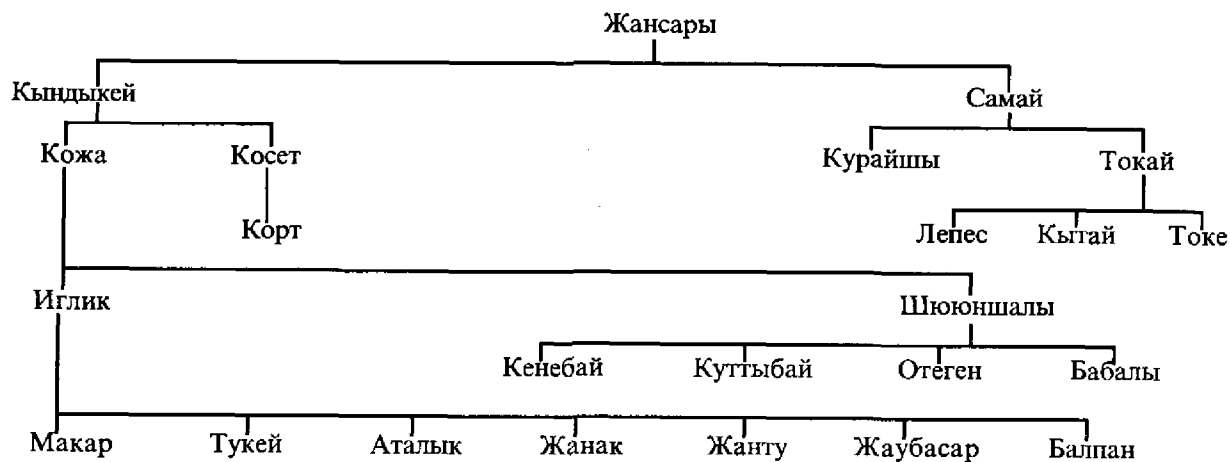 Жансары
Кындыкей Самай
Кожа Косет Курайшы Токай
Корт Лепес Кытай Токе
Иглик Шююншалы
Кенебай Куттыбай Отеген Бабалы
Макар Тукей Аталык Жанак Жанту Жаубасар Балпан